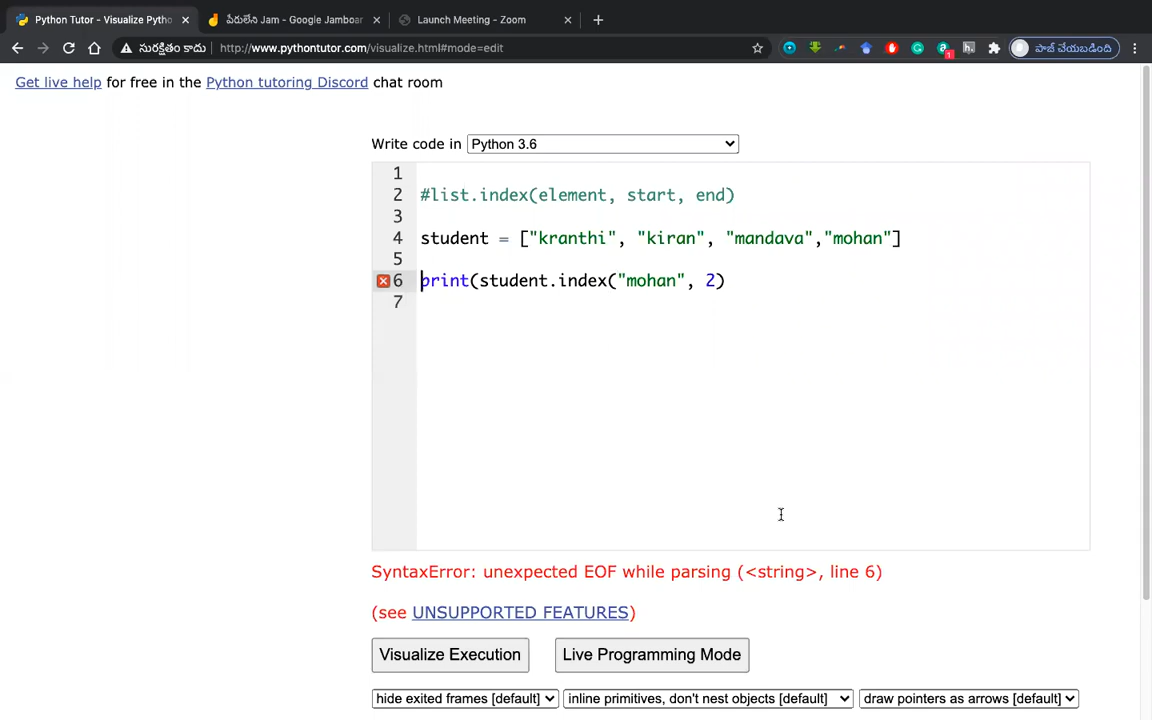 Python Tutor - Visualize Pytho
పేరులేని Jam - Google Jamboar
Launch Meeting - Zoom
సురక్షితం కాదు
http://www.pythontutor.com/visualize.html#mode=edit
పాజ్ చేయబడింది
Get live help for free in the Python tutoring Discord chat room
Write code in Python 3.6
1
2 #list.index(element, start, end)
3
4 student = ["kranthi", "kiran", "mandava","mohan"]
5
6 print(student.index("mohan", 2)
7
SyntaxError: unexpected EOF while parsing (<string>, line 6)
(see UNSUPPORTED FEATURES)
Visualize Execution Live Programming Mode
hide exited frames [default] inline primitives, don't nest objects [default] draw pointers as arrows [default]